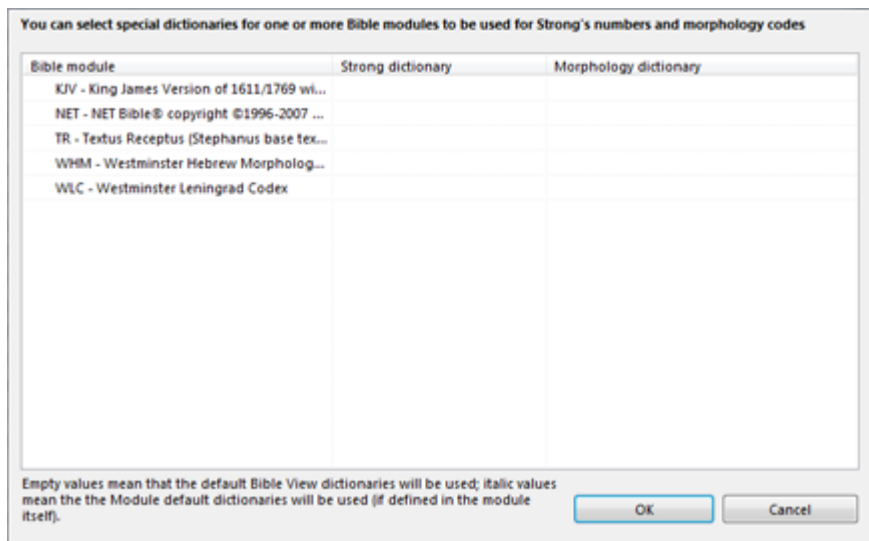 You can select special dictionaries for one or more Bible modules to be used for Strong's numbers and morphology codes
Bible module Strong dictionary Morphology dictionary
KJV - King James Version of 1611/1769 wi...
NET - NET Bible® copyright ©1996-2007 ...
TR - Textus Receptus (Stephanus base tex...
WHM - Westminster Hebrew Morpholog...
WLC - Westminster Leningrad Codex
Empty values mean that the default Bible View dictionaries will be used; italic values
mean the the Module default dictionaries will be used (if defined in the module
itself).
OK Cancel